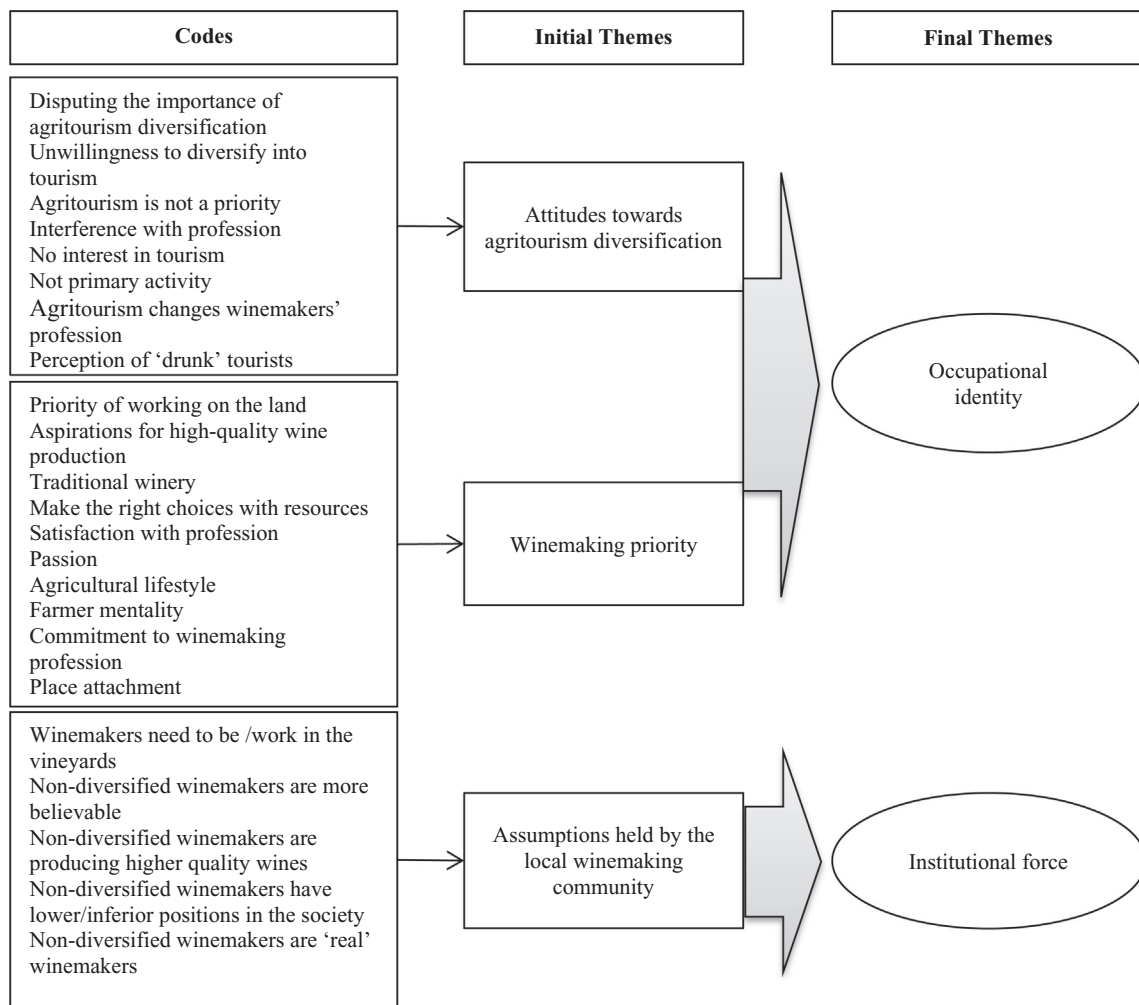 Codes
Initial Themes
Final Themes
Disputing the importance of
agritourism diversification
Unwillingness to diversify into
tourism
Agritourism is not a priority
Interference with profession
No interest in tourism
Not primary activity
Agritourism changes winemakers’
profession
Perception of ‘drunk’ tourists
Attitudes towards
agritourism diversification
Priority of working on the land
Aspirations for high-quality wine
production
Traditional winery
Make the right choices with resources
Satisfaction with profession
Passion
Agricultural lifestyle
Farmer mentality
Commitment to winemaking
profession
Place attachment
Winemaking priority
Occupational
identity
Winemakers need to be /work in the
vineyards
Non-diversified winemakers are more
believable
Non-diversified winemakers are
producing higher quality wines
Non-diversified winemakers have
lower/inferior positions in the society
Non-diversified winemakers are ‘real’
winemakers
Assumptions held by the
local winemaking
community
Institutional force